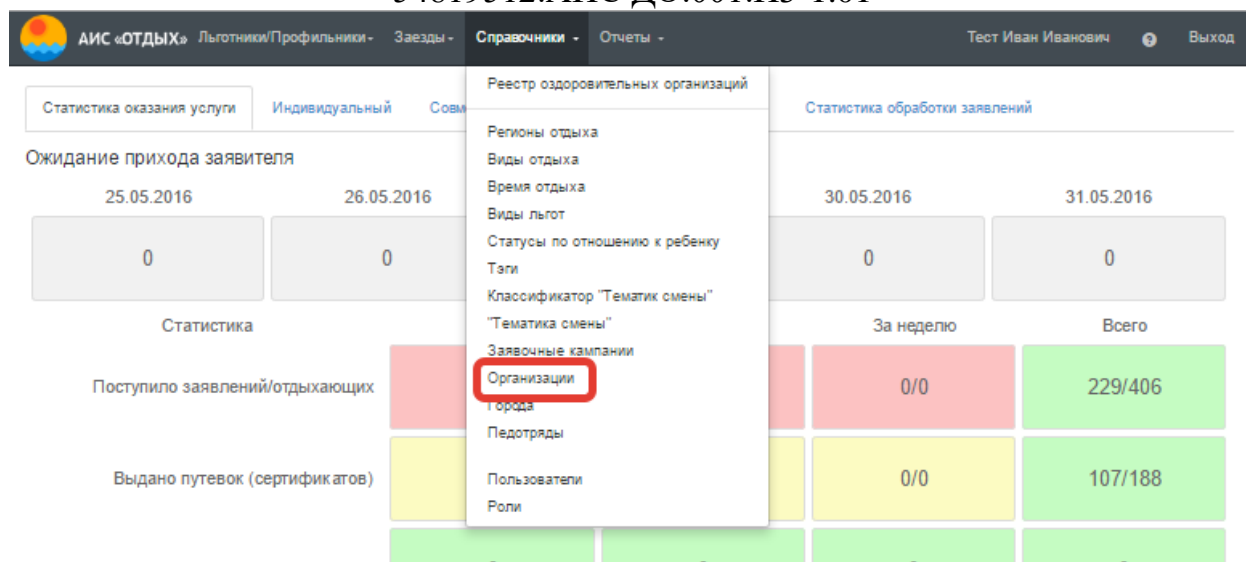 АИС «ОТДЫХ» Льготники/Профильники Заезды Справочники Отчеты Тест Иван Иванович ? Выход
Статистика оказания услуги Индивидуальный Статистика обработки заявлений
Ожидание прихода заявителя
25.05.2016 26.05.2016 30.05.2016 31.05.2016
0 0 0 0
Статистика За неделю Всего
Поступило заявлений/отдыхающих 0/0 229/406
Выдано путевок (сертификатов) 0/0 107/188
Реестр оздоровительных организаций
Регионы отдыха
Виды отдыха
Время отдыха
Виды льгот
Статусы по отношению к ребенку
Тэги
Классификатор "Тематик смены"
"Тематика смены"
Заявочные кампании
Организации
Города
Педотряды
Пользователи
Роли